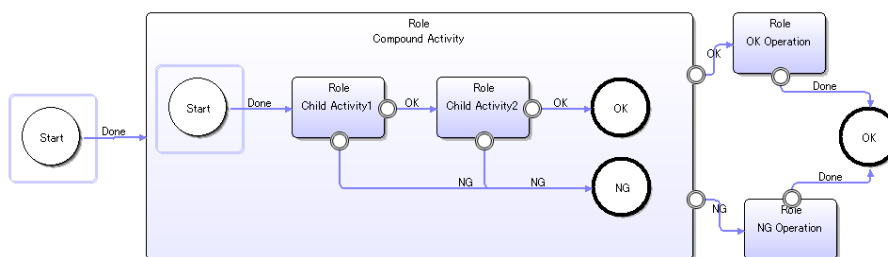 Role
Compound Activity
Start
Done
Start
Done
Role
Child Activity1
OK
Role
Child Activity2
OK
OK
NG
NG
NG
OK
Role
OK Operation
Done
OK
NG
Role
NG Operation
Done